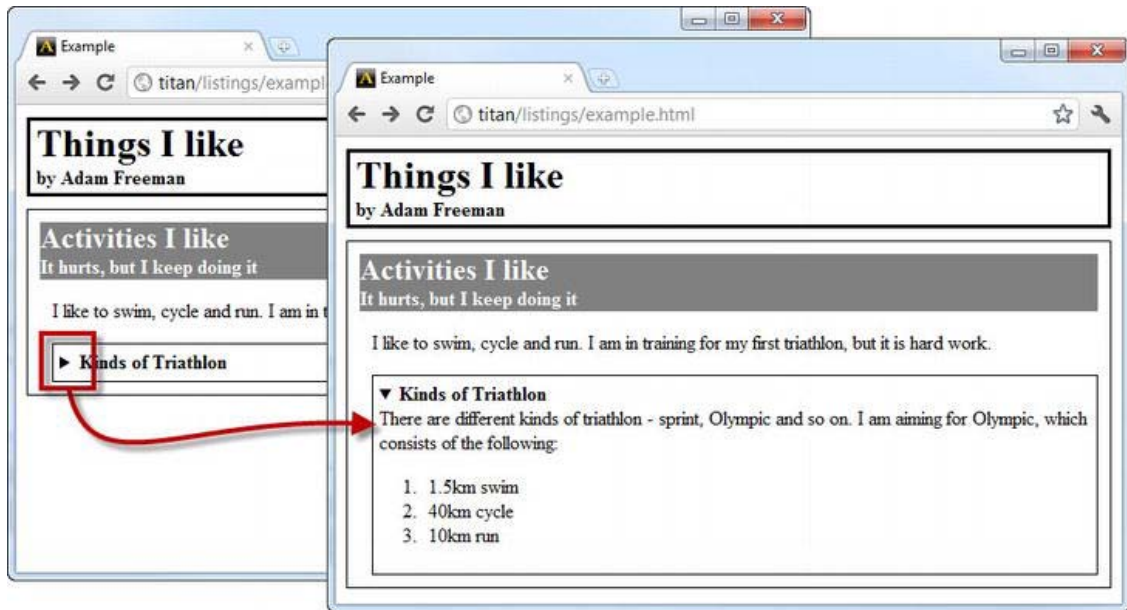 Example
titan/listings/exampl
Things I like
by Adam Freeman
Activities I like
It hurts, but I keep doing it
I like to swim, cycle and run. I am in t
Kinds of Triathlon
Example
titan/listings/example.html
Things I like
by Adam Freeman
Activities I like
It hurts, but I keep doing it
I like to swim, cycle and run. I am in training for my first triathlon, but it is hard work.
Kinds of Triathlon
There are different kinds of triathlon - sprint, Olympic and so on. I am aiming for Olympic, which
consists of the following:
1. 1.5km swim
2. 40km cycle
3. 10km run